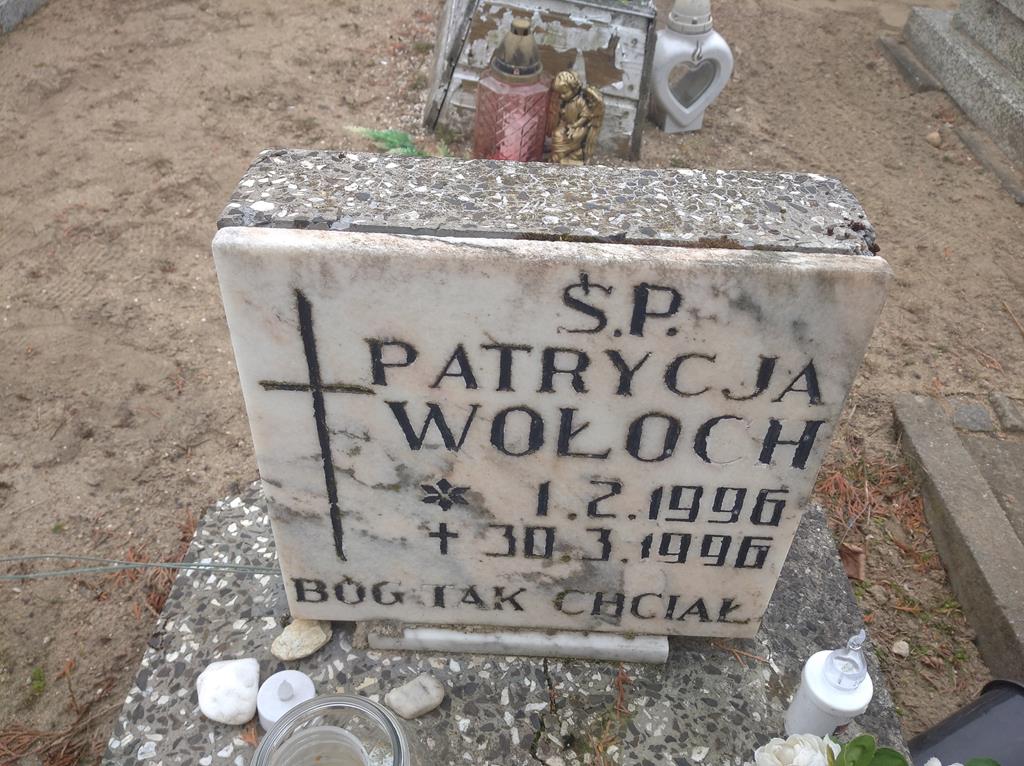 Ś.P.
PATRYCJA
WOŁOCH
* 1.2.1996
+ 30.3.1996
BÓG TAK CHCIAŁ